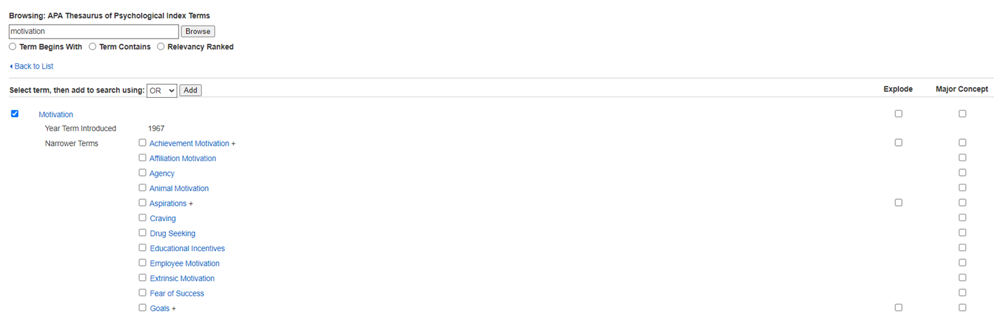 Browsing: APA Thesaurus of Psychological Index Terms
motivation Browse
Term Begins With Term Contains Relevancy Ranked
Back to List
Select term, then add to search using: OR Add Explode Major Concept
Motivation
Year Term Introduced 1967
Narrower Terms Achievement Motivation +
Affiliation Motivation
Agency
Animal Motivation
Aspirations +
Craving
Drug Seeking
Educational Incentives
Employee Motivation
Extrinsic Motivation
Fear of Success
Goals +